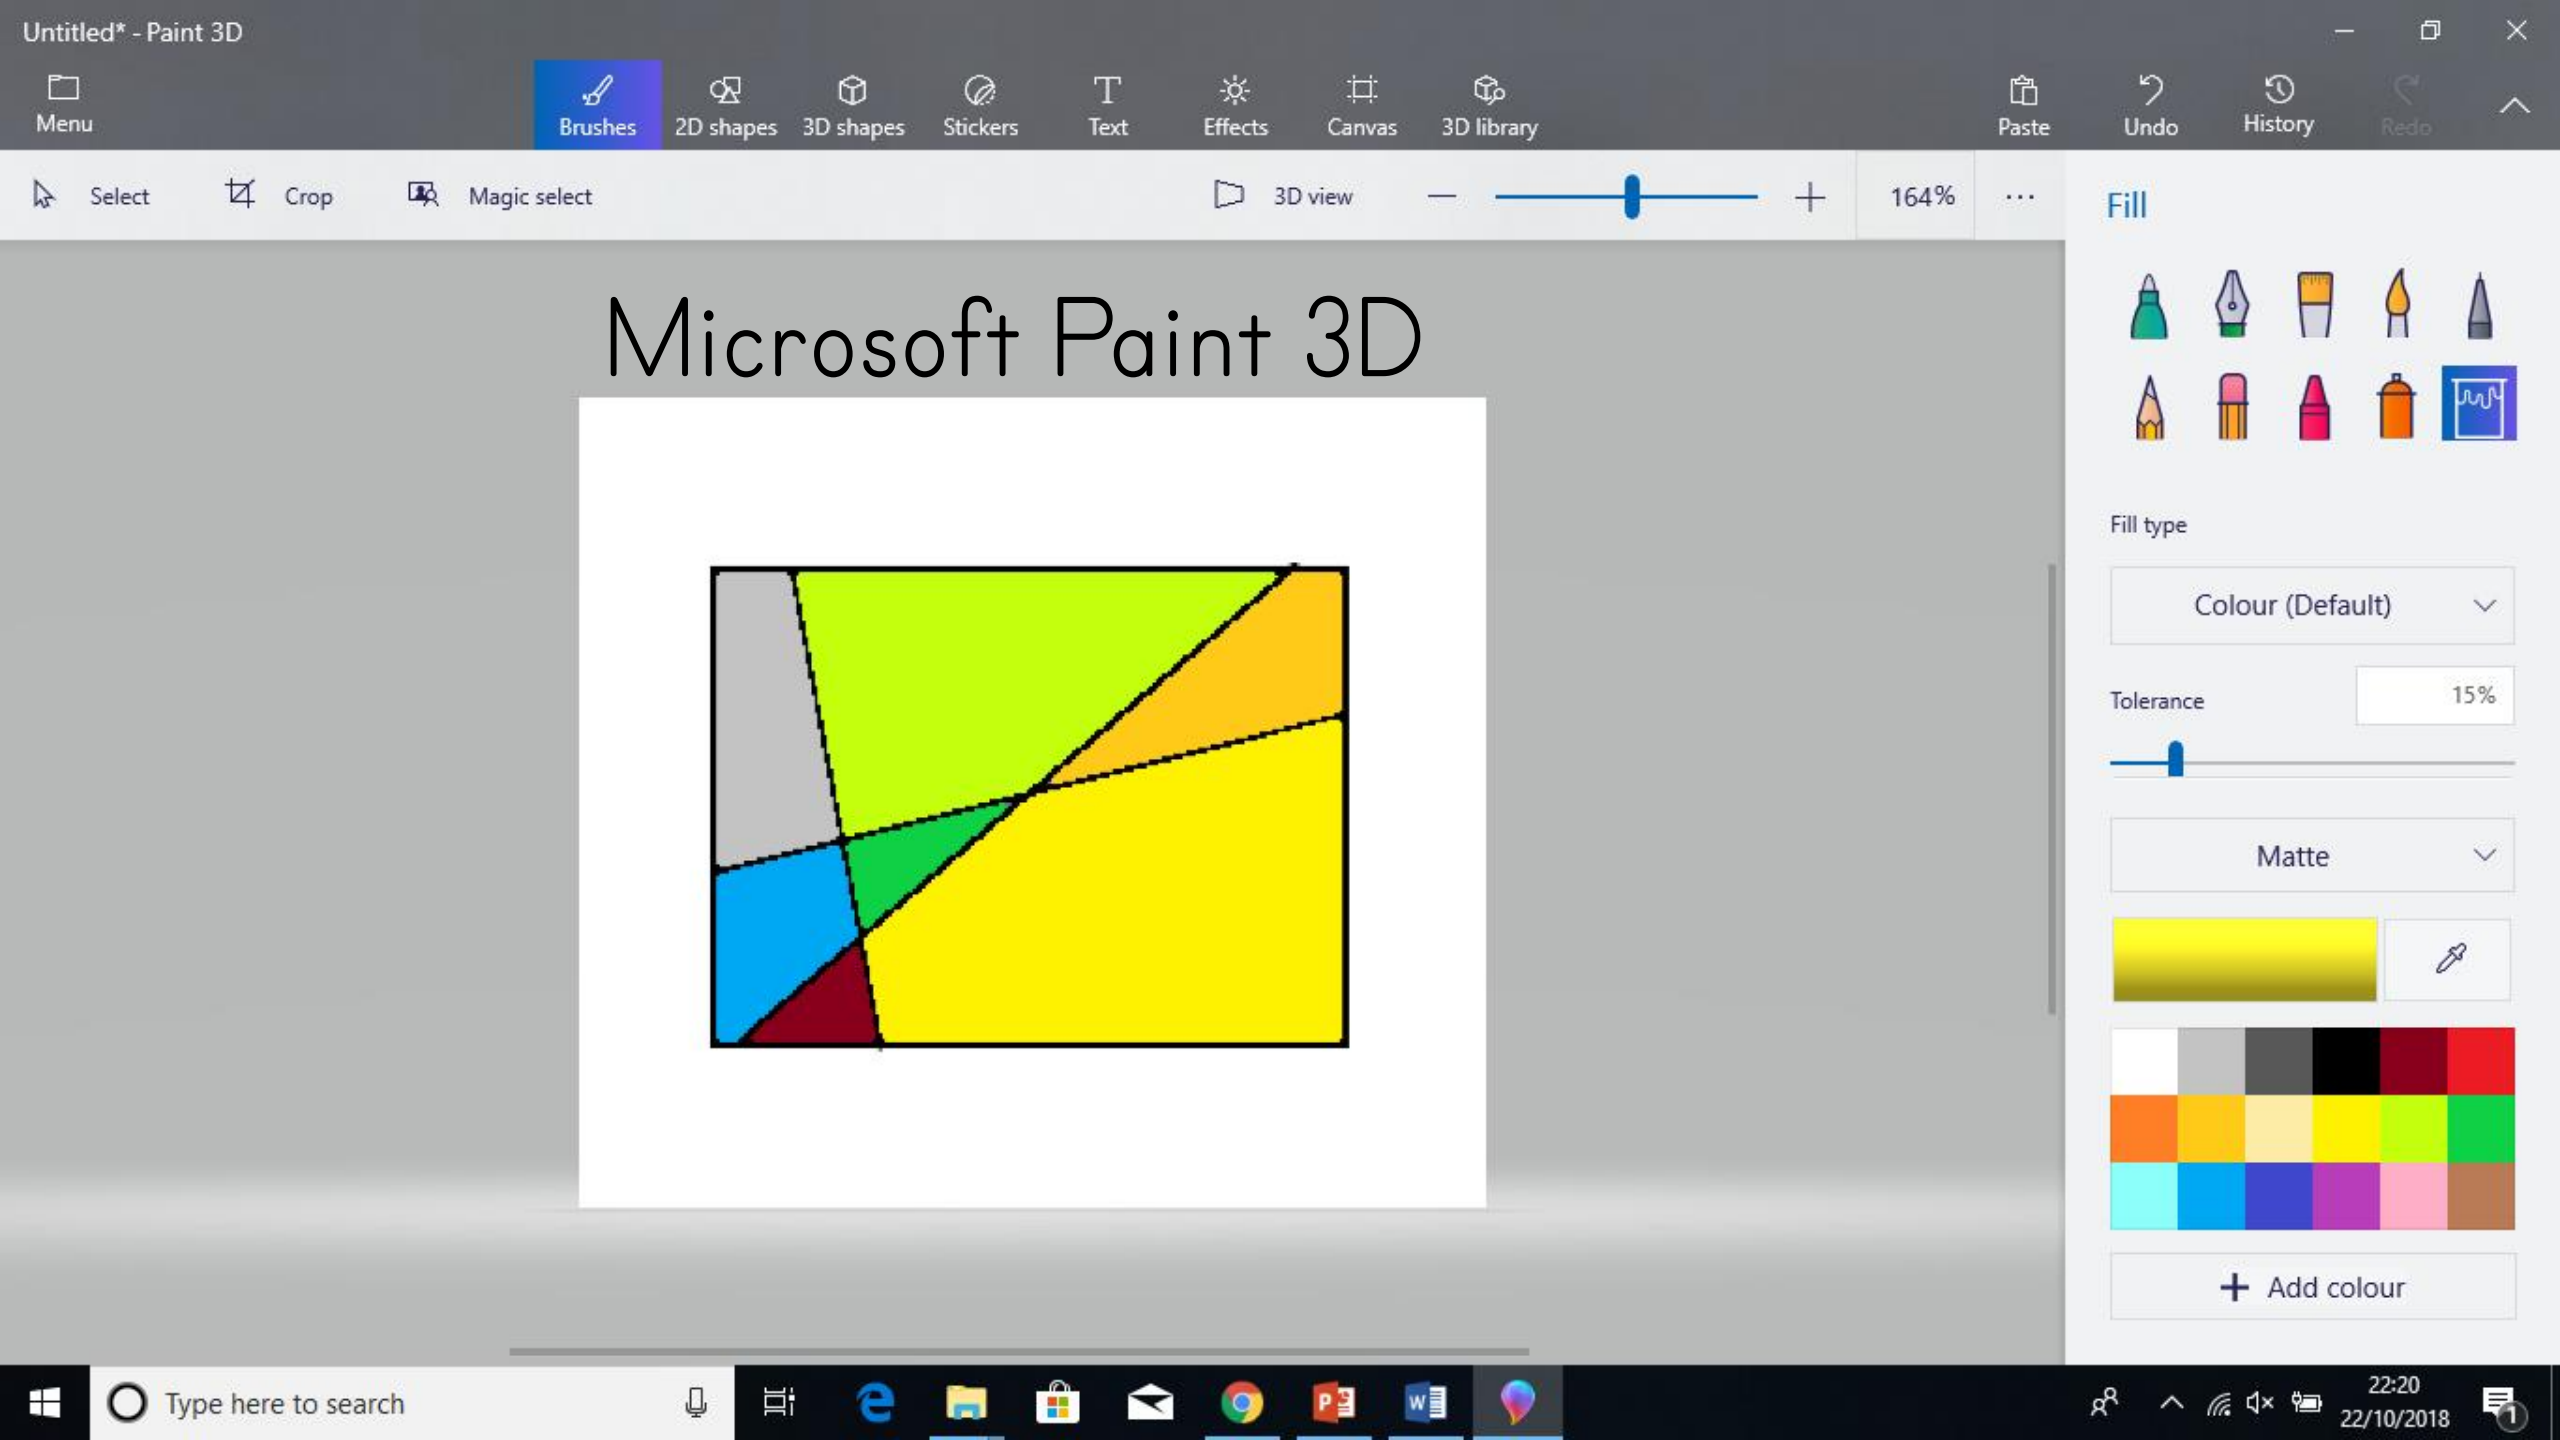 Untitled* - Paint 3D
Menu
Brushes
2D shapes
3D shapes
Stickers
Text
Effects
Canvas
3D library
Paste
Undo
History
Redo
Select
Crop
Magic select
3D view
164%
Fill
Microsoft Paint 3D
Fill type
Colour (Default)
Tolerance
15%
Matte
Add colour
Type here to search
22:20
22/10/2018
1